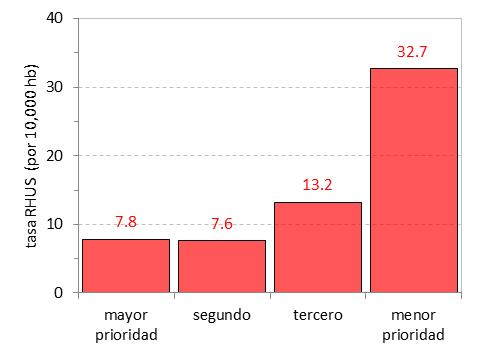 tasa RHUS (por 10,000 hb)
40
30
20
10
0
7.8
7.6
13.2
32.7
mayor
prioridad
segundo
tercero
menor
prioridad